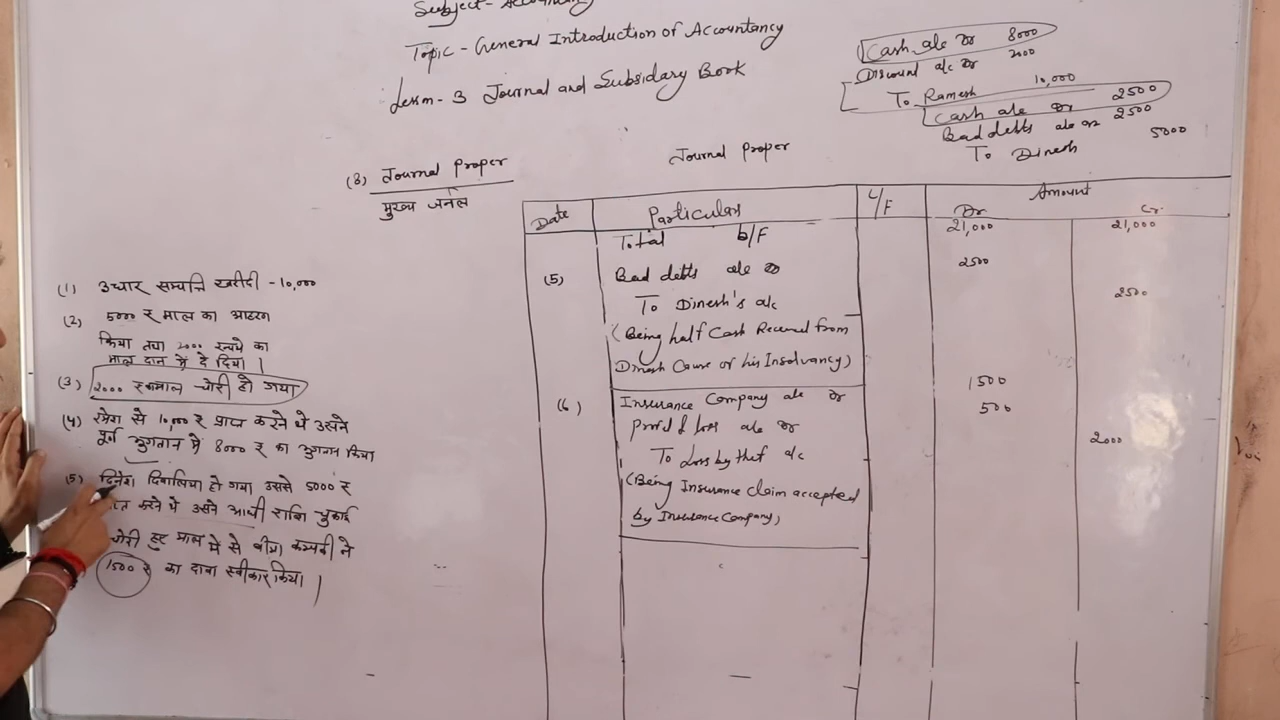 Subject - Accountancy
Topic - General Introduction of Accountancy
Lesson - 3 Journal and Subsidary Book
Cash a/c Dr 8000
Discount a/c Dr 2000
To Ramesh 10,000
Cash a/c Dr 2500
Bad debts a/c Dr 2500
To Dinesh 5000
(8) Journal Proper
मुख्य जर्नल
(1) उधार सम्पत्ति खरीदी - 10,000
(2) 5000 ₹ माल का आहरण
किया तथा 2000 रूपये का
माल दान में दे दिया।
(3) 2000 ₹ का माल चोरी हो गया
(4) रमेश से 10,000 ₹ प्राप्त करने थे उसने
पूर्ण भुगतान में 8000 ₹ का भुगतान किया
(5) दिनेश दिवालिया हो गया उससे 5000 ₹
करने थे उसने आधी राशि चुकाई
चोरी हुए माल में से बीमा कम्पनी ने
1500 ₹ का दावा स्वीकार किया।
Journal Proper
Date Particulars L/F Amount
Dr Cr.
Total b/F 21,000 21,000
(5) Bad debts a/c Dr 2500
To Dinesh's a/c 2500
(Being half Cash Received from
Dinesh Cause of his Insolvancy)
(6) Insurance Company a/c Dr 1500
Profit & loss a/c Dr 500
To Loss by theft a/c 2000
(Being Insurance claim accepted
by Insurance Company)